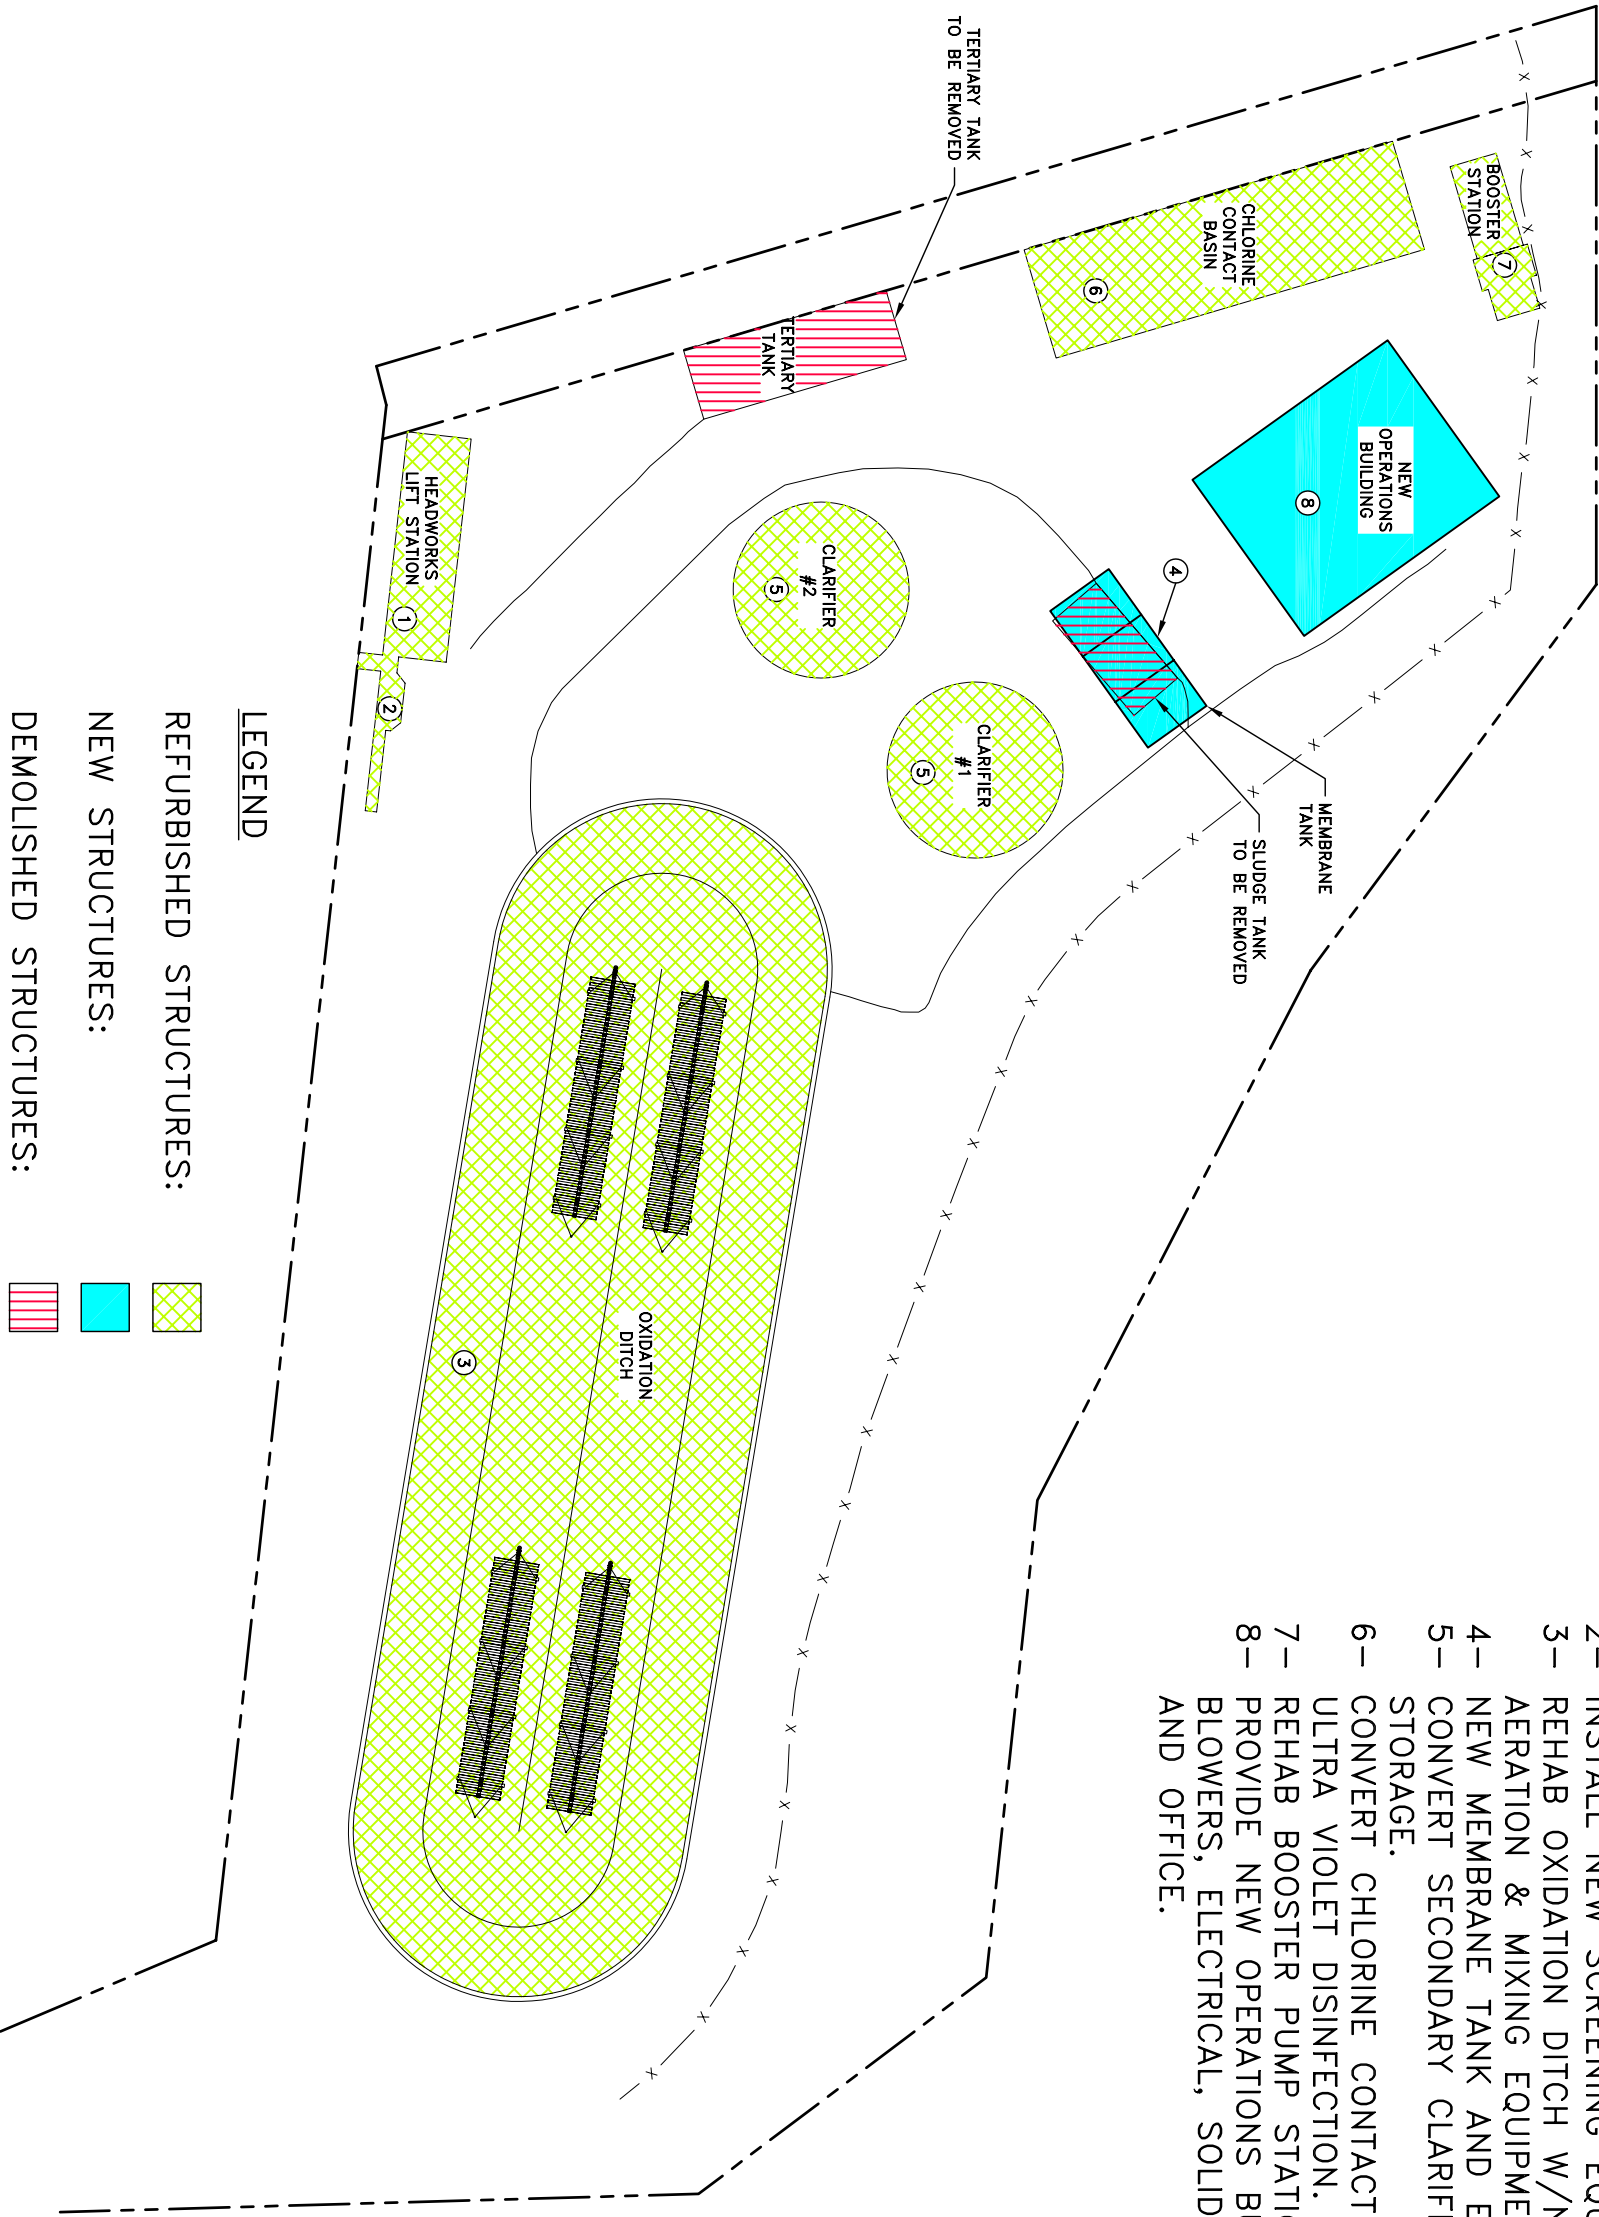 2- INSTALL NEW SCREENING
3- REHAB OXIDATION DITCH
AERATION & MIXING
4- NEW MEMBRANE TANK AND
5- CONVERT SECONDARY
STORAGE.
6- CONVERT CHLORINE CONTACT
ULTRA VIOLET DISINFECTION.
7- REHAB BOOSTER PUMP
8- PROVIDE NEW OPERATIONS
BLOWERS, ELECTRICAL,
AND OFFICE.
BOOSTER
STATION
7
CHLORINE
CONTACT
BASIN
6
NEW
OPERATIONS
BUILDING
8
4
MEMBRANE
TANK
SLUDGE TANK
TO BE REMOVED
TERTIARY TANK
TO BE REMOVED
TERTIARY
TANK
CLARIFIER
#1
5
CLARIFIER
#2
5
HEADWORKS
LIFT STATION
1
2
OXIDATION
DITCH
3
LEGEND
REFURBISHED STRUCTURES:
NEW STRUCTURES:
DEMOLISHED STRUCTURES: